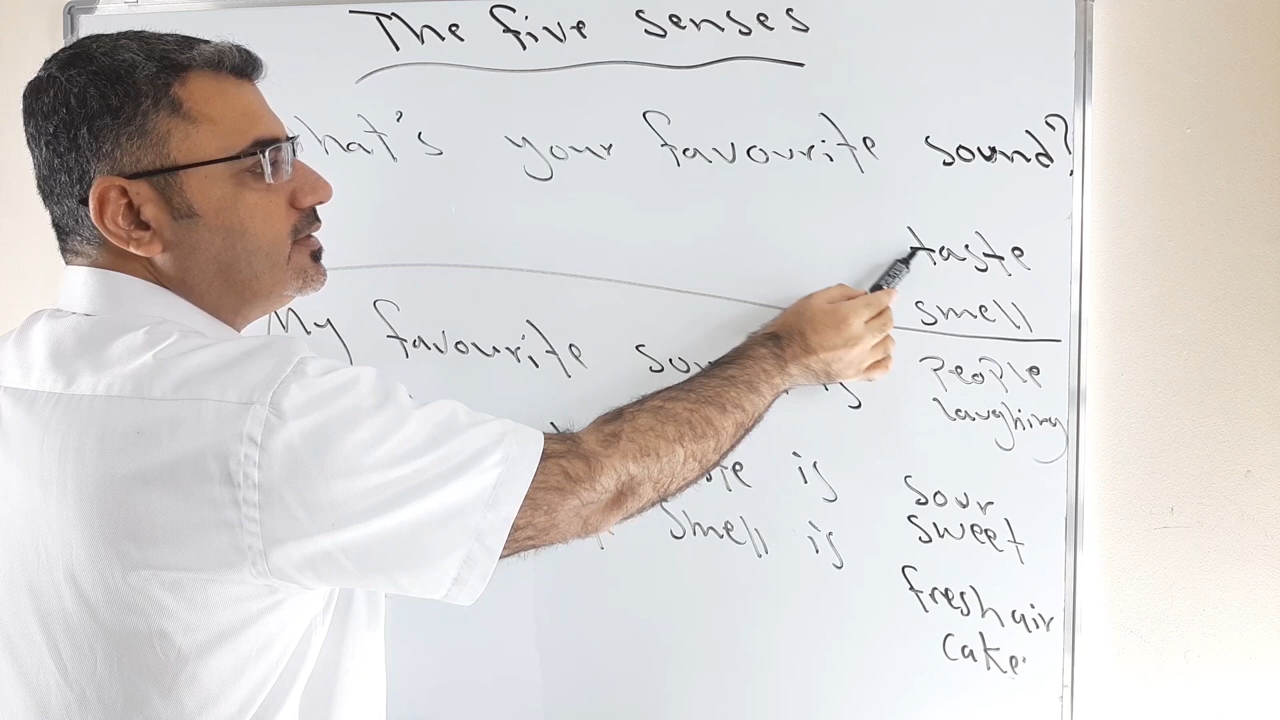 The five senses
hat's your favourite sound?
taste
smell
My favourite is People
laughing
is sour
sweet
smell is
fresh air
cake